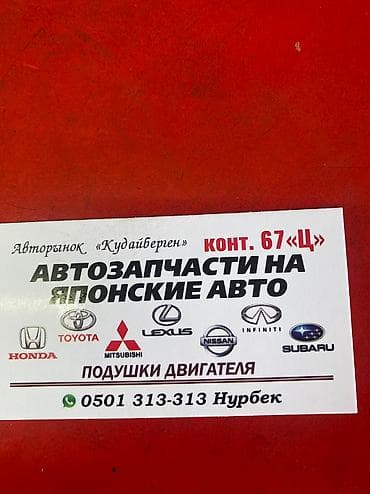 Авторынок «Кудайберген» конт. 67«Ц»
АВТОЗАПЧАСТИ НА
ЯПОНСКИЕ АВТО
HONDA TOYOTA MITSUBISHI LEXUS NISSAN INFINITI SUBARU
ПОДУШКИ ДВИГАТЕЛЯ
0501 313-313 Нурбек